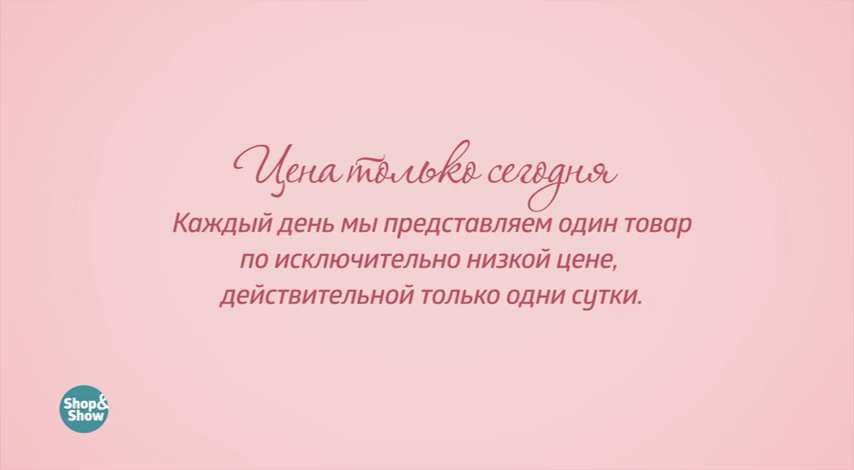 Цена только сегодня
Каждый день мы представляем один товар
по исключительно низкой цене,
действительной только одни сутки.
Shop&
Show